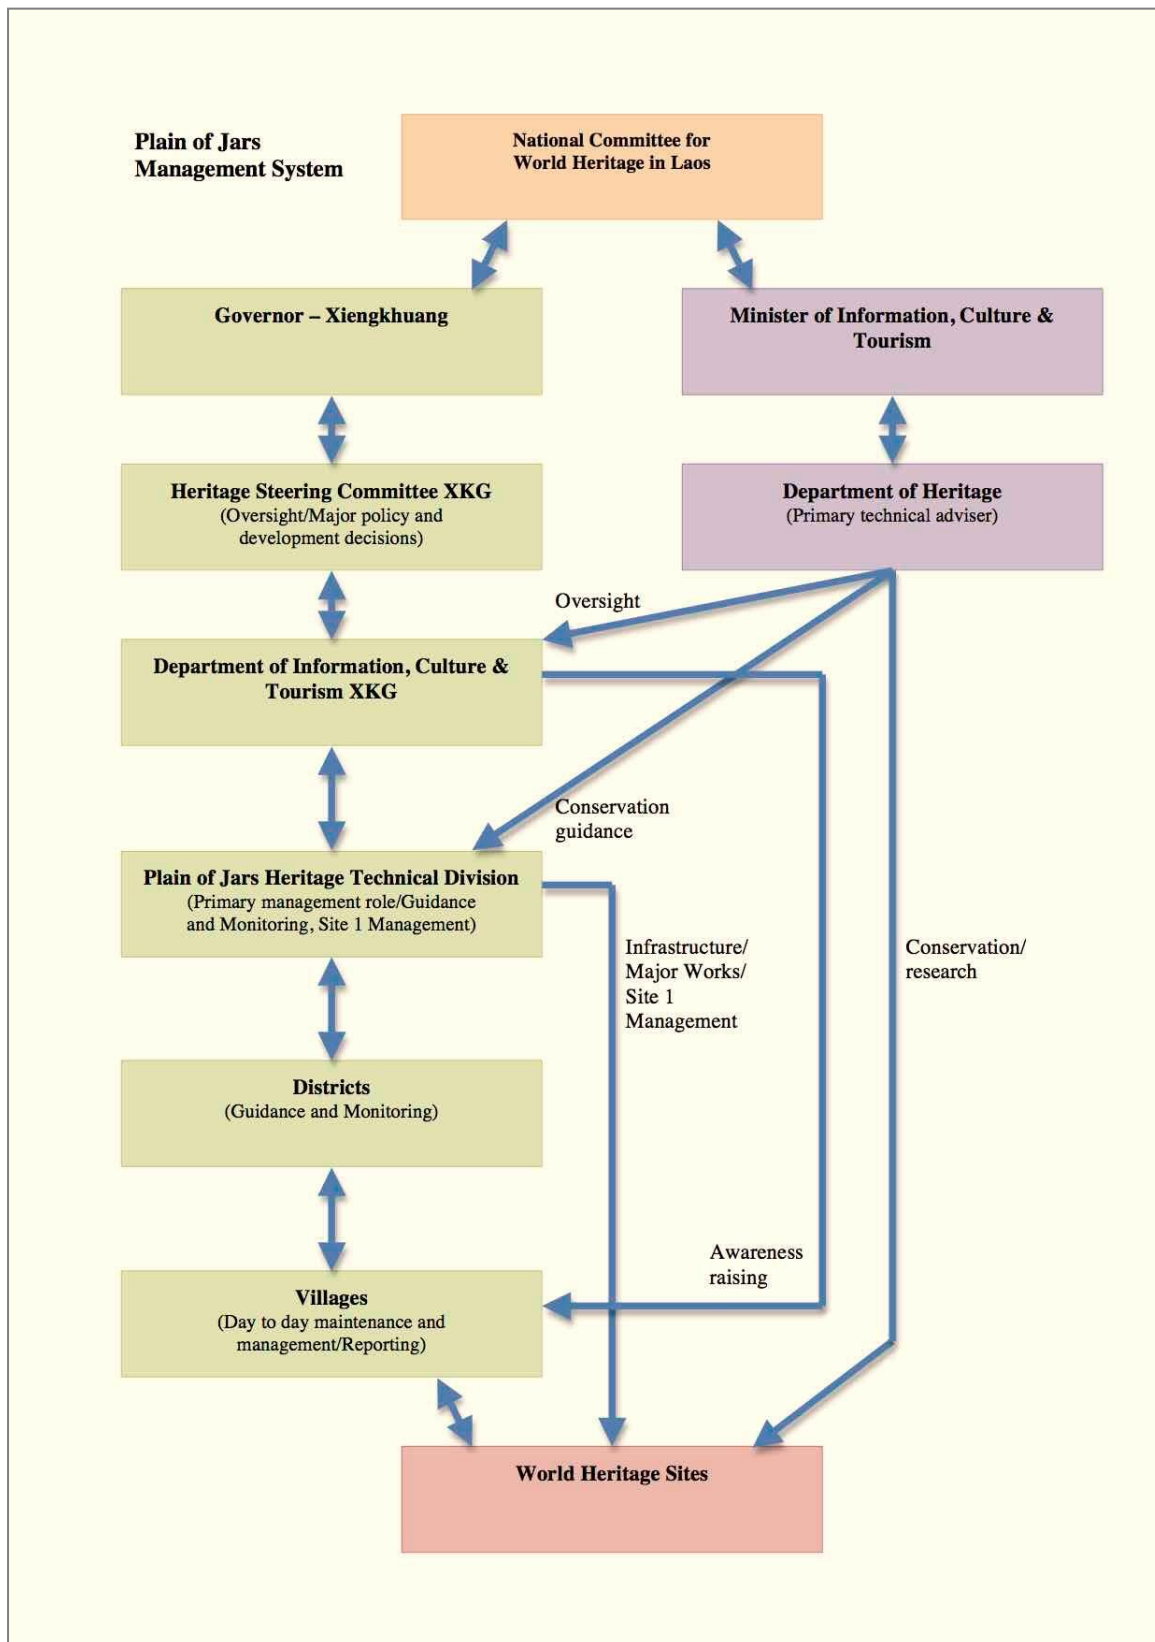 Plain of Jars
Management System
National Committee for
World Heritage in Laos
Governor – Xiengkhuang
Minister of Information, Culture &
Tourism
Heritage Steering Committee XKG
(Oversight/Major policy and
development decisions)
Department of Heritage
(Primary technical adviser)
Oversight
Department of Information, Culture &
Tourism XKG
Conservation
guidance
Plain of Jars Heritage Technical Division
(Primary management role/Guidance
and Monitoring, Site 1 Management)
Infrastructure/
Major Works/
Site 1
Management
Conservation/
research
Districts
(Guidance and Monitoring)
Awareness
raising
Villages
(Day to day maintenance and
management/Reporting)
World Heritage Sites